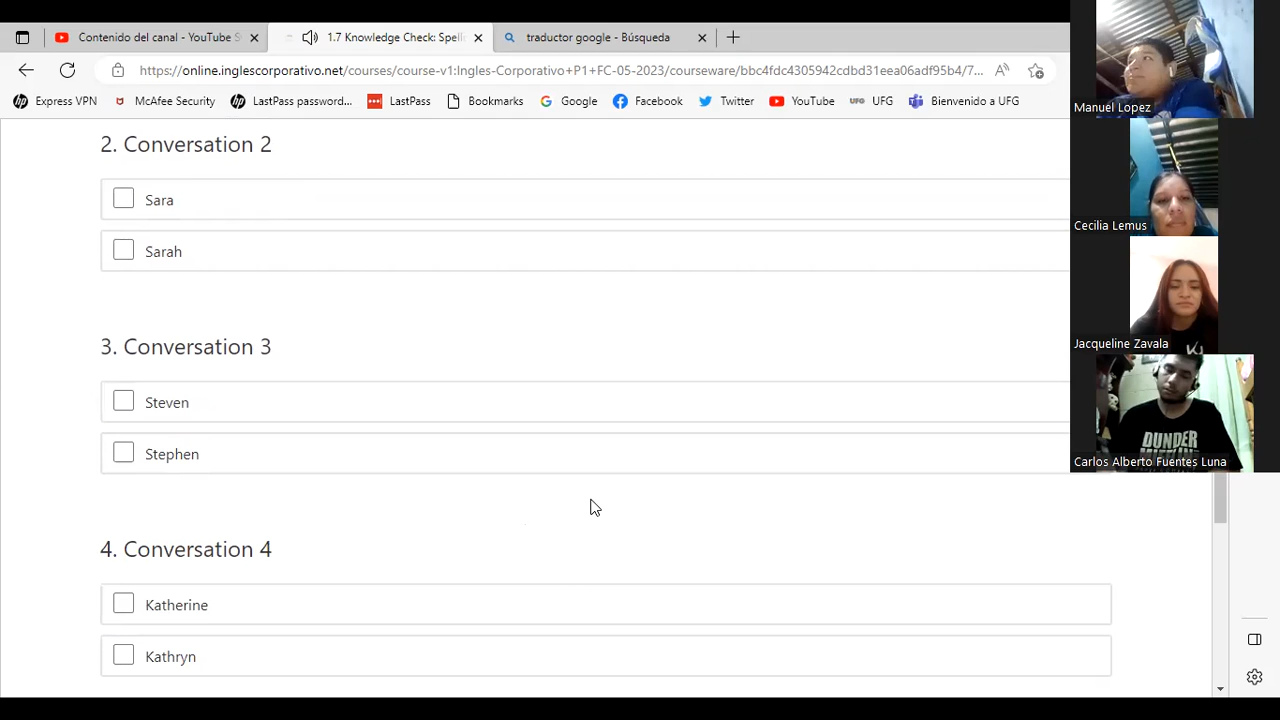 Contenido del canal - YouTube S
1.7 Knowledge Check: Spelle
traductor google - Búsqueda
https://online.inglescorporativo.net/courses/course-v1:Ingles-Corporativo+P1+FC-05-2023/courseware/bbc4fdc4305942cdbd31eea06adf95b4/7...
Express VPN
McAfee Security
LastPass password...
LastPass
Bookmarks
Google
Facebook
Twitter
YouTube
UFG
Bienvenido a UFG
2. Conversation 2
Sara
Sarah
3. Conversation 3
Steven
Stephen
4. Conversation 4
Katherine
Kathryn
Manuel Lopez
Cecilia Lemus
Jacqueline Zavala
DUNDER
Carlos Alberto Fuentes Luna